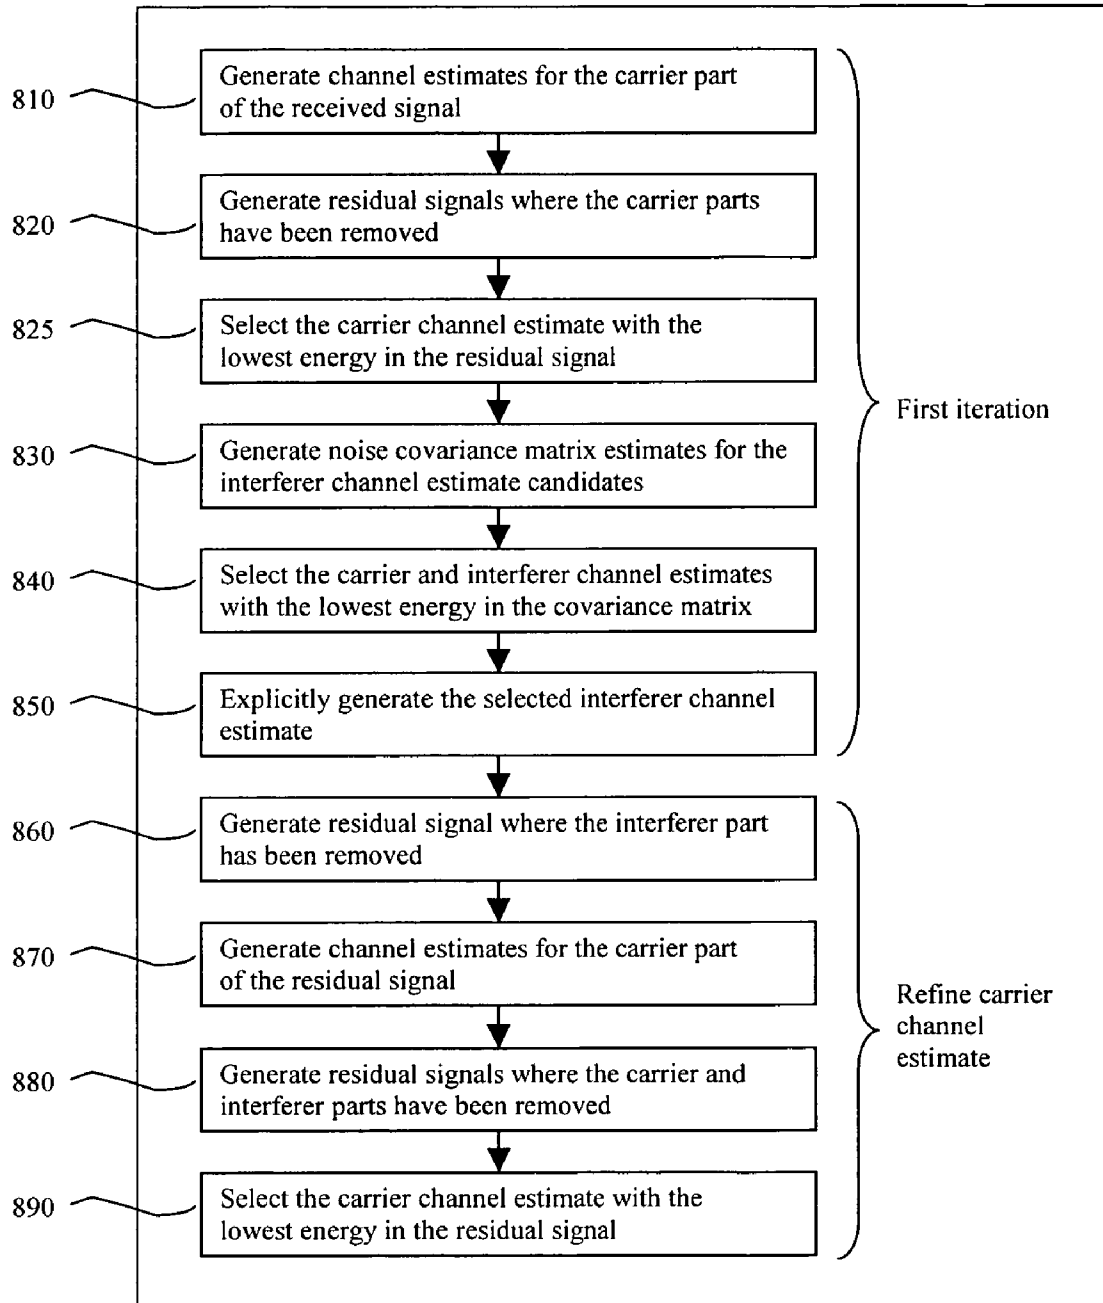 810
Generate channel estimates for the carrier part
of the received signal
820
Generate residual signals where the carrier parts
have been removed
825
Select the carrier channel estimate with the
lowest energy in the residual signal
830
Generate noise covariance matrix estimates for the
interferer channel estimate candidates
840
Select the carrier and interferer channel estimates
with the lowest energy in the covariance matrix
850
Explicitly generate the selected interferer channel
estimate
First iteration
860
Generate residual signal where the interferer part
has been removed
870
Generate channel estimates for the carrier part
of the residual signal
880
Generate residual signals where the carrier and
interferer parts have been removed
890
Select the carrier channel estimate with the
lowest energy in the residual signal
Refine carrier
channel
estimate